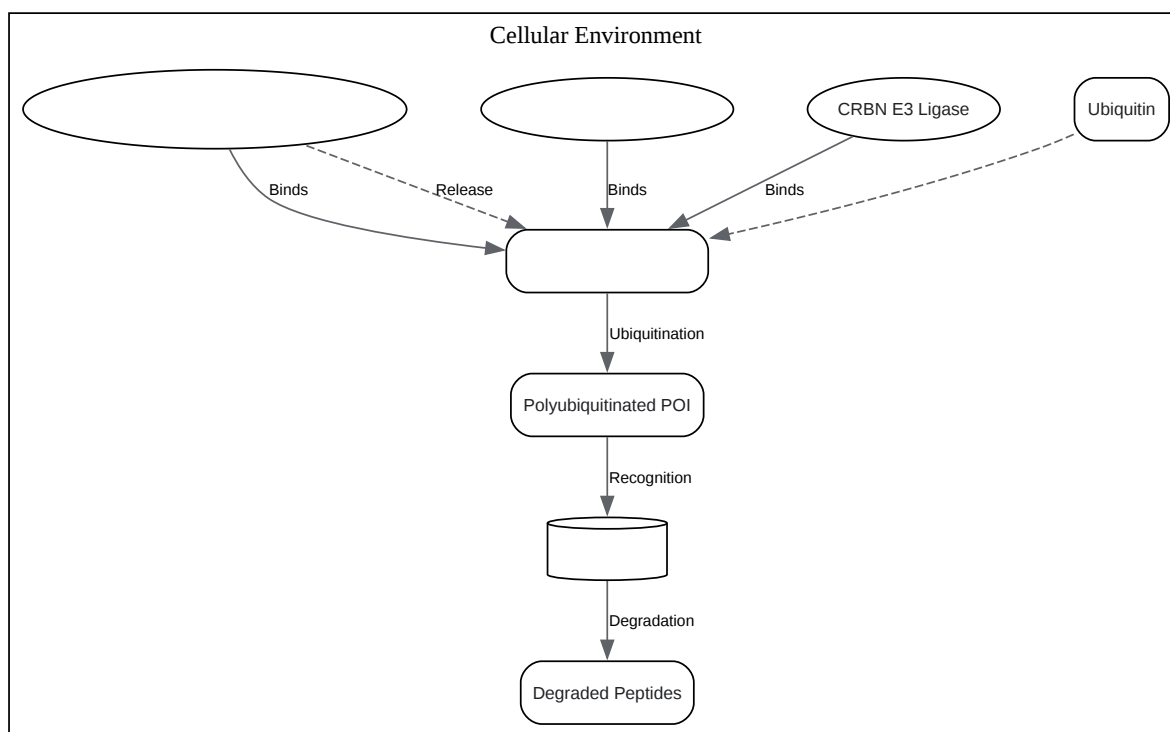 Cellular Environment
CRBN E3 Ligase
Ubiquitin
Binds
Release
Binds
Binds
Ubiquitination
Polyubiquitinated POI
Recognition
Degradation
Degraded Peptides